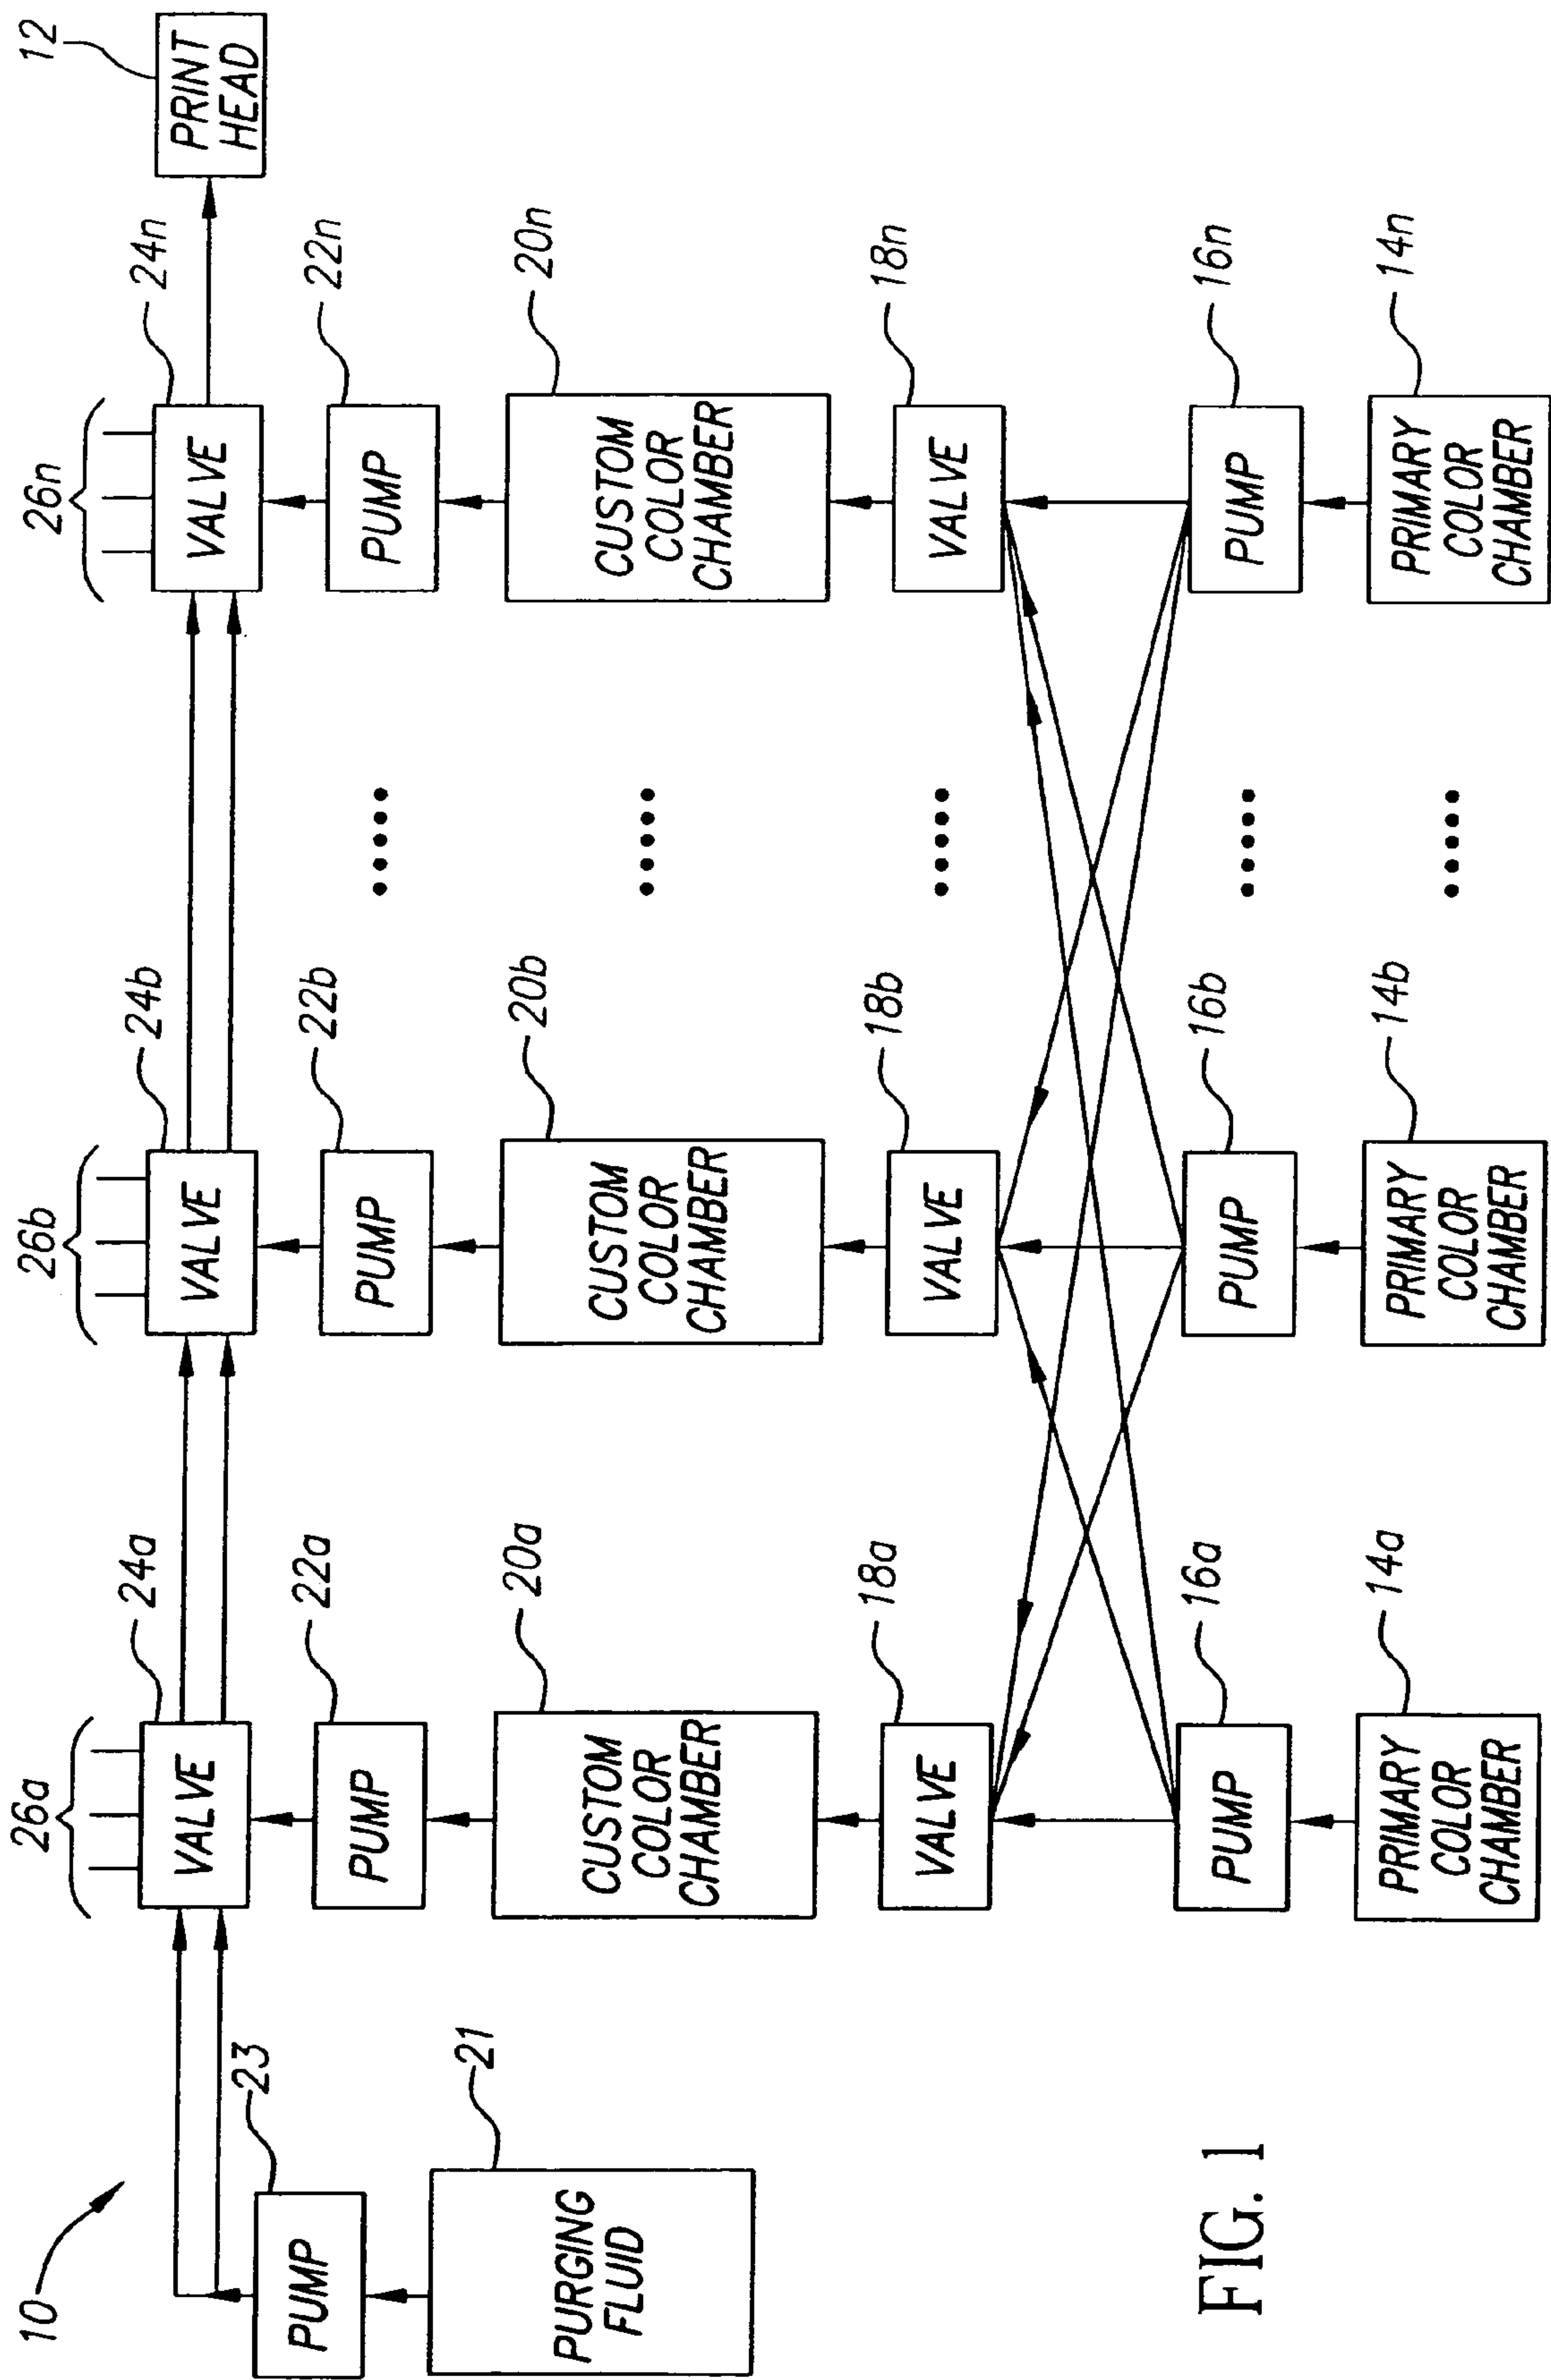 10
26a
26b
26n
12
24a
24b
24n
VALVE
VALVE
VALVE
PRINT
HEAD
23
22a
22b
22n
PUMP
PUMP
PUMP
PUMP
21
20a
20b
20n
PURGING
FLUID
CUSTOM
COLOR
CHAMBER
CUSTOM
COLOR
CHAMBER
CUSTOM
COLOR
CHAMBER
18a
18b
18n
VALVE
VALVE
VALVE
16a
16b
16n
PUMP
PUMP
PUMP
14a
14b
14n
PRIMARY
COLOR
CHAMBER
PRIMARY
COLOR
CHAMBER
PRIMARY
COLOR
CHAMBER
FIG. 1